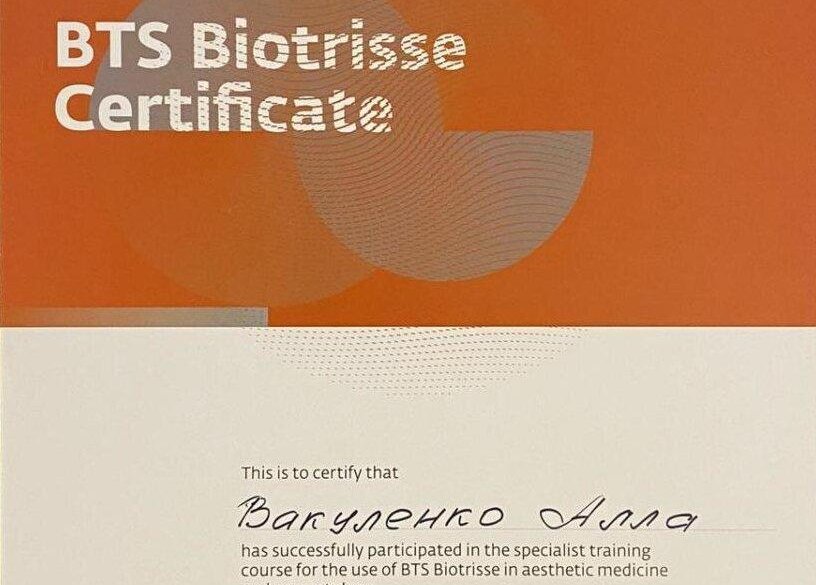 BTS Biotrisse
Certificate
This is to certify that
Вакуленко Алла
has successfully participated in the specialist training
course for the use of BTS Biotrisse in aesthetic medicine